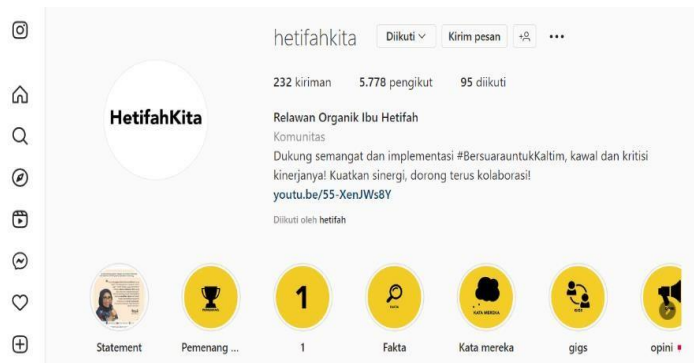 hetifahkita Diikuti Kirim pesan
232 kiriman 5.778 pengikut 95 diikuti
HetifahKita
Relawan Organik Ibu Hetifah
Komunitas
Dukung semangat dan implementasi #BersuarauntukKaltim, kawal dan kritisi
kinerjanya! Kuatkan sinergi, dorong terus kolaborasi!
youtu.be/55-XenJWs8Y
Diikuti oleh hetifah
1
KATA MEREKA
Statement Pemenang ... 1 Fakta Kata mereka gigs opini